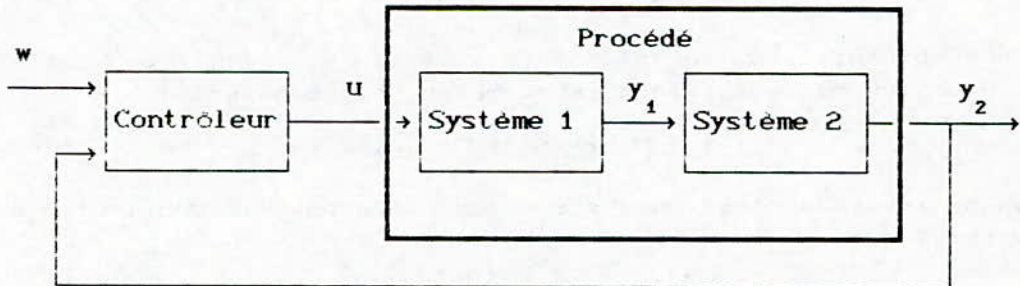 Procédé
w
u
y1
y2
Contrôleur
Système 1
Système 2